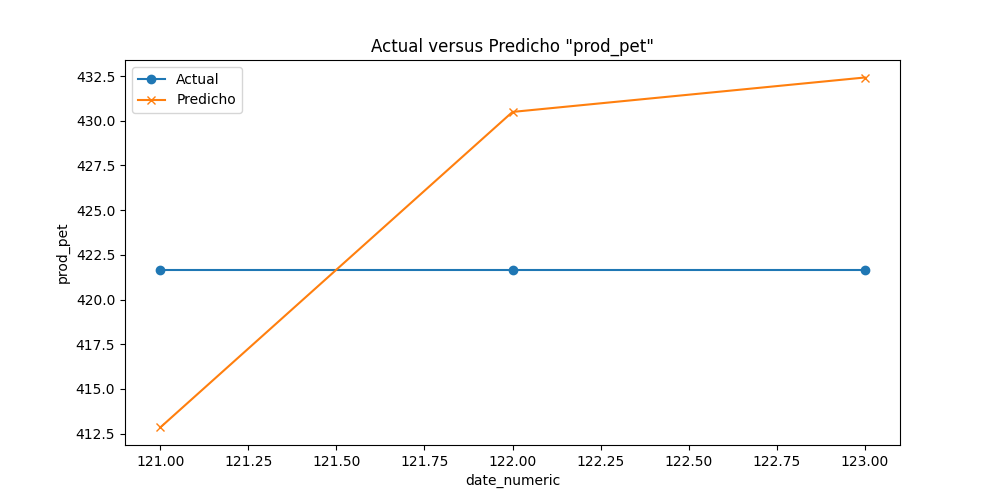 Actual versus Predicho "prod_pet"
Actual
Predicho
432.5
430.0
427.5
425.0
422.5
420.0
417.5
415.0
412.5
prod_pet
121.00 121.25 121.50 121.75 122.00 122.25 122.50 122.75 123.00
date_numeric